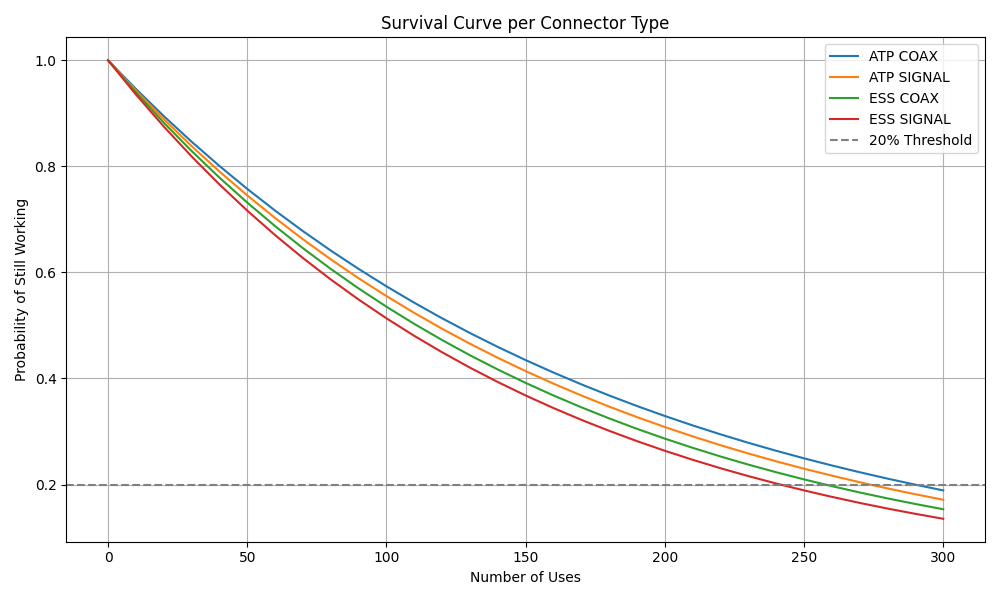 Survival Curve per Connector Type
ATP COAX
ATP SIGNAL
ESS COAX
ESS SIGNAL
20% Threshold
Probability of Still Working
1.0
0.8
0.6
0.4
0.2
0 50 100 150 200 250 300
Number of Uses